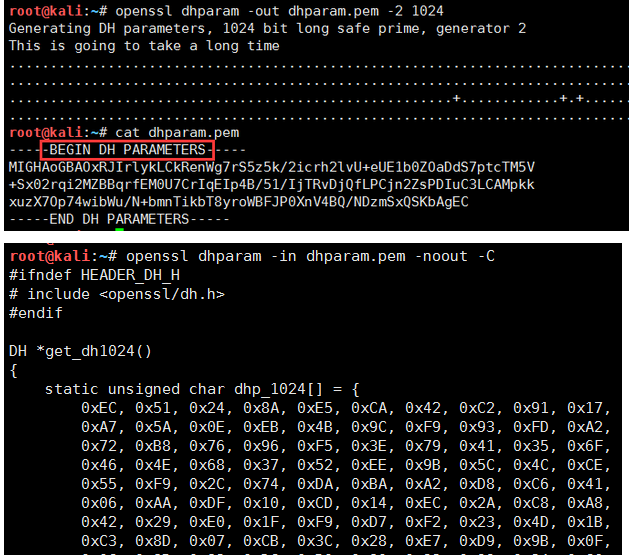 root@kali:~# openssl dhparam -out dhparam.pem -2 1024
Generating DH parameters, 1024 bit long safe prime, generator 2
This is going to take a long time
root@kali:~# cat dhparam.pem
-----BEGIN DH PARAMETERS-----
MIGHAoGBAOxRJIrlykLCkRenWg7rS5z5k/2icrh2lvU+eUE1b0ZOaDdS7ptcTM5V
+Sx02rqi2MZBBqrfEM0U7CrIqEIp4B/51/IjTRvDjQfLPCjn2ZsPDIuC3LCAMpkk
xuzX7Op74wibWu/N+bmnTikbT8yroWBFJP0XnV4BQ/NDzmSxQSKbAgEC
-----END DH PARAMETERS-----
root@kali:~# openssl dhparam -in dhparam.pem -noout -C
#ifndef HEADER_DH_H
# include <openssl/dh.h>
#endif
DH *get_dh1024()
{
static unsigned char dhp_1024[] = {
0xEC, 0x51, 0x24, 0x8A, 0xE5, 0xCA, 0x42, 0xC2, 0x91, 0x17,
0xA7, 0x5A, 0x0E, 0xEB, 0x4B, 0x9C, 0xF9, 0x93, 0xFD, 0xA2,
0x72, 0xB8, 0x76, 0x96, 0xF5, 0x3E, 0x79, 0x41, 0x35, 0x6F,
0x46, 0x4E, 0x68, 0x37, 0x52, 0xEE, 0x9B, 0x5C, 0x4C, 0xCE,
0x55, 0xF9, 0x2C, 0x74, 0xDA, 0xBA, 0xA2, 0xD8, 0xC6, 0x41,
0x06, 0xAA, 0xDF, 0x10, 0xCD, 0x14, 0xEC, 0x2A, 0xC8, 0xA8,
0x42, 0x29, 0xE0, 0x1F, 0xF9, 0xD7, 0xF2, 0x23, 0x4D, 0x1B,
0xC3, 0x8D, 0x07, 0xCB, 0x3C, 0x28, 0xE7, 0xD9, 0x9B, 0x0F,